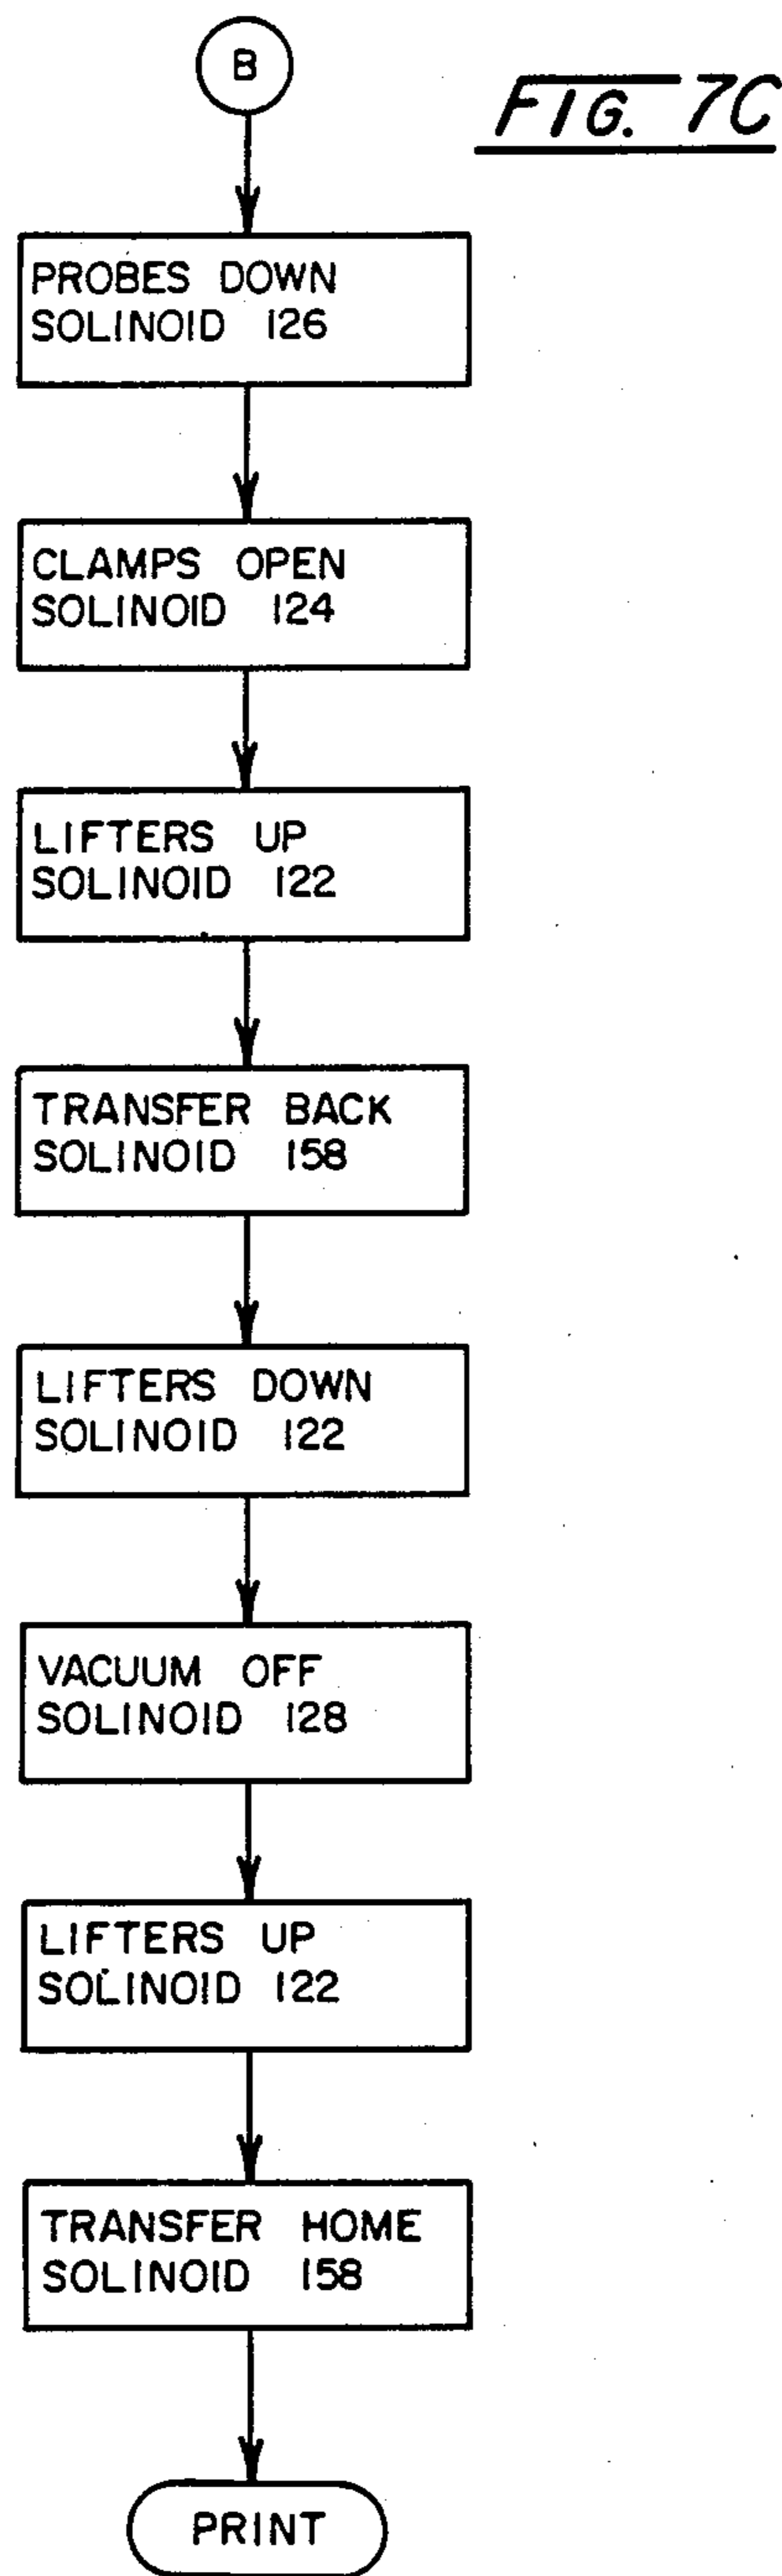 B
FIG. 7C
PROBES DOWN
SOLINOID 126
CLAMPS OPEN
SOLINOID 124
LIFTERS UP
SOLINOID 122
TRANSFER BACK
SOLINOID 158
LIFTERS DOWN
SOLINOID 122
VACUUM OFF
SOLINOID 128
LIFTERS UP
SOLINOID 122
TRANSFER HOME
SOLINOID 158
PRINT